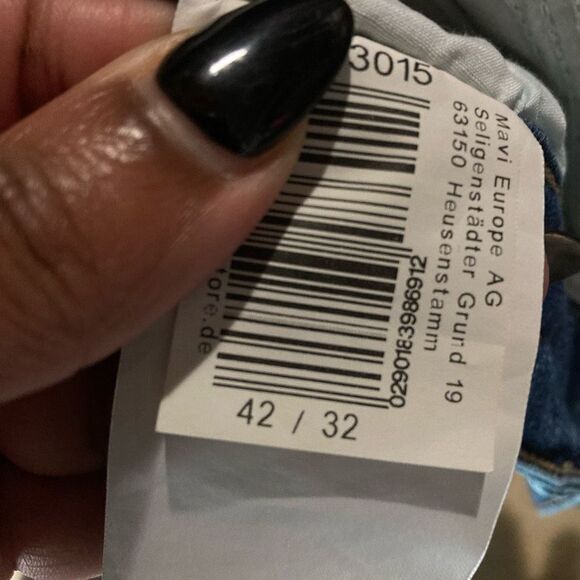 3015
Mavi Europe AG
Seligenstädter Grund 19
63150 Heusenstamm
0290183986912
tore.de
42 / 32